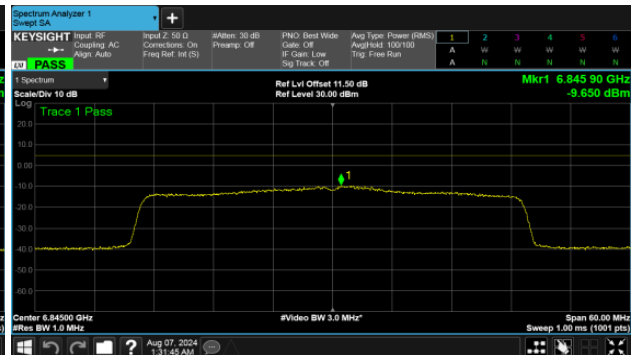 Spectrum Analyzer 1
Swept SA
+
KEYSIGHT Input: RF
Coupling: AC
Align: Auto
Input Z: 50 Ω
Corrections: On
Freq Ref: Int (S)
#Atten: 30 dB
Preamp: Off
PNO: Best Wide
Gate: Off
IF Gain: Low
Sig Track: Off
Avg Type: Power (RMS)
Avg|Hold: 100/100
Trig: Free Run
1 2 3 4 5 6
A W W W W W
A N N N N N
LXI PASS
1 Spectrum
Scale/Div 10 dB
Ref Lvl Offset 11.50 dB
Ref Level 30.00 dBm
Mkr1 6.845 90 GHz
-9.650 dBm
Log
Trace 1 Pass
20.0
10.0
0.00
1
-10.0
-20.0
-30.0
-40.0
-50.0
-60.0
Center 6.84500 GHz
#Res BW 1.0 MHz
#Video BW 3.0 MHz*
Span 60.00 MHz
Sweep 1.00 ms (1001 pts)
?
Aug 07, 2024
1:31:45 AM